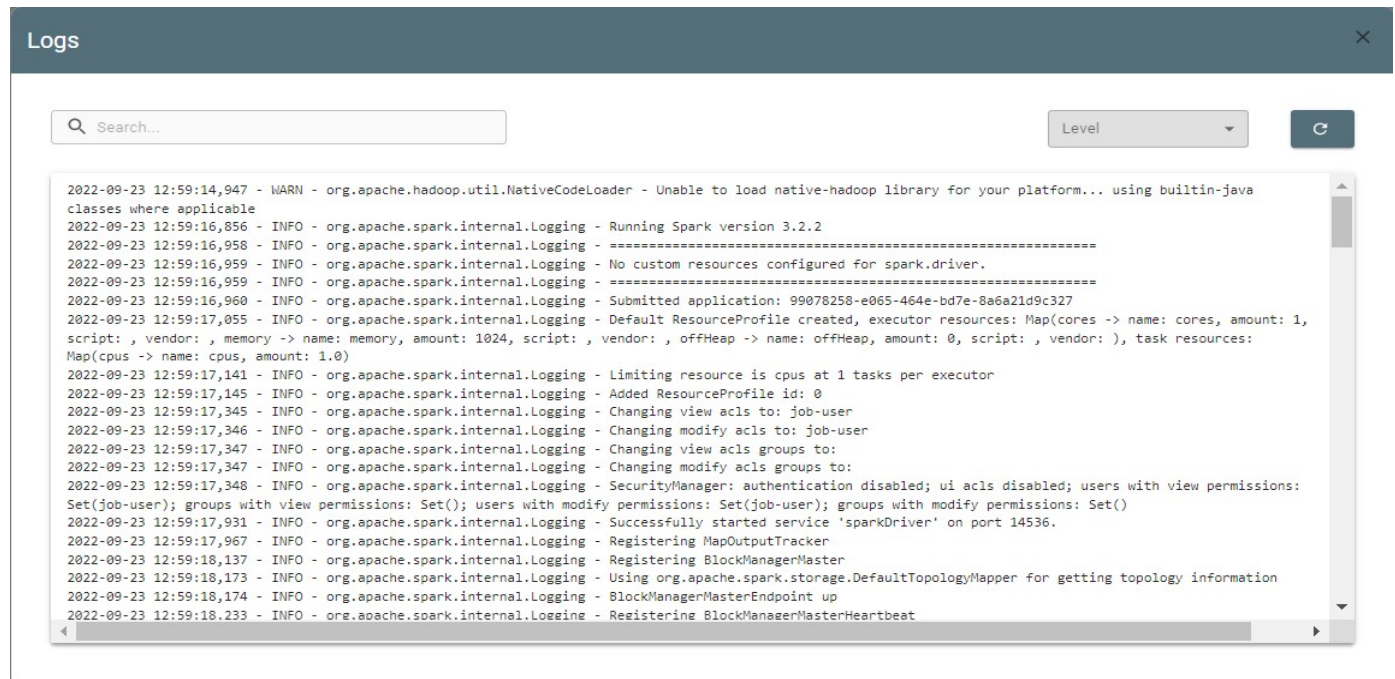 Logs
Search...
Level
2022-09-23 12:59:14,947 - WARN - org.apache.hadoop.util.NativeCodeLoader - Unable to load native-hadoop library for your platform... using builtin-java
classes where applicable
2022-09-23 12:59:16,856 - INFO - org.apache.spark.internal.Logging - Running Spark version 3.2.2
2022-09-23 12:59:16,958 - INFO - org.apache.spark.internal.Logging - ==============================================================
2022-09-23 12:59:16,959 - INFO - org.apache.spark.internal.Logging - No custom resources configured for spark.driver.
2022-09-23 12:59:16,959 - INFO - org.apache.spark.internal.Logging - ==============================================================
2022-09-23 12:59:16,960 - INFO - org.apache.spark.internal.Logging - Submitted application: 99078258-e065-464e-bd7e-8a6a21d9c327
2022-09-23 12:59:17,055 - INFO - org.apache.spark.internal.Logging - Default ResourceProfile created, executor resources: Map(cores -> name: cores, amount: 1,
script: , vendor: , memory -> name: memory, amount: 1024, script: , vendor: , offHeap -> name: offHeap, amount: 0, script: , vendor: ), task resources:
Map(cpus -> name: cpus, amount: 1.0)
2022-09-23 12:59:17,141 - INFO - org.apache.spark.internal.Logging - Limiting resource is cpus at 1 tasks per executor
2022-09-23 12:59:17,145 - INFO - org.apache.spark.internal.Logging - Added ResourceProfile id: 0
2022-09-23 12:59:17,345 - INFO - org.apache.spark.internal.Logging - Changing view acls to: job-user
2022-09-23 12:59:17,346 - INFO - org.apache.spark.internal.Logging - Changing modify acls to: job-user
2022-09-23 12:59:17,347 - INFO - org.apache.spark.internal.Logging - Changing view acls groups to:
2022-09-23 12:59:17,347 - INFO - org.apache.spark.internal.Logging - Changing modify acls groups to:
2022-09-23 12:59:17,348 - INFO - org.apache.spark.internal.Logging - SecurityManager: authentication disabled; ui acls disabled; users with view permissions:
Set(job-user); groups with view permissions: Set(); users with modify permissions: Set(job-user); groups with modify permissions: Set()
2022-09-23 12:59:17,931 - INFO - org.apache.spark.internal.Logging - Successfully started service 'sparkDriver' on port 14536.
2022-09-23 12:59:17,967 - INFO - org.apache.spark.internal.Logging - Registering MapOutputTracker
2022-09-23 12:59:18,137 - INFO - org.apache.spark.internal.Logging - Registering BlockManagerMaster
2022-09-23 12:59:18,173 - INFO - org.apache.spark.internal.Logging - Using org.apache.spark.storage.DefaultTopologyMapper for getting topology information
2022-09-23 12:59:18,174 - INFO - org.apache.spark.internal.Logging - BlockManagerMasterEndpoint up
2022-09-23 12:59:18,233 - INFO - org.apache.spark.internal.Logging - Registering BlockManagerMasterHeartbeat